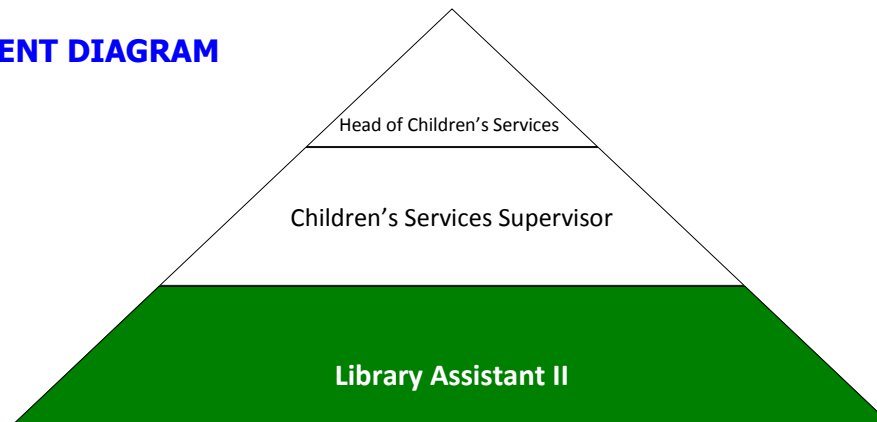 ENT DIAGRAM
Head of Children’s Services
Children’s Services Supervisor
Library Assistant II